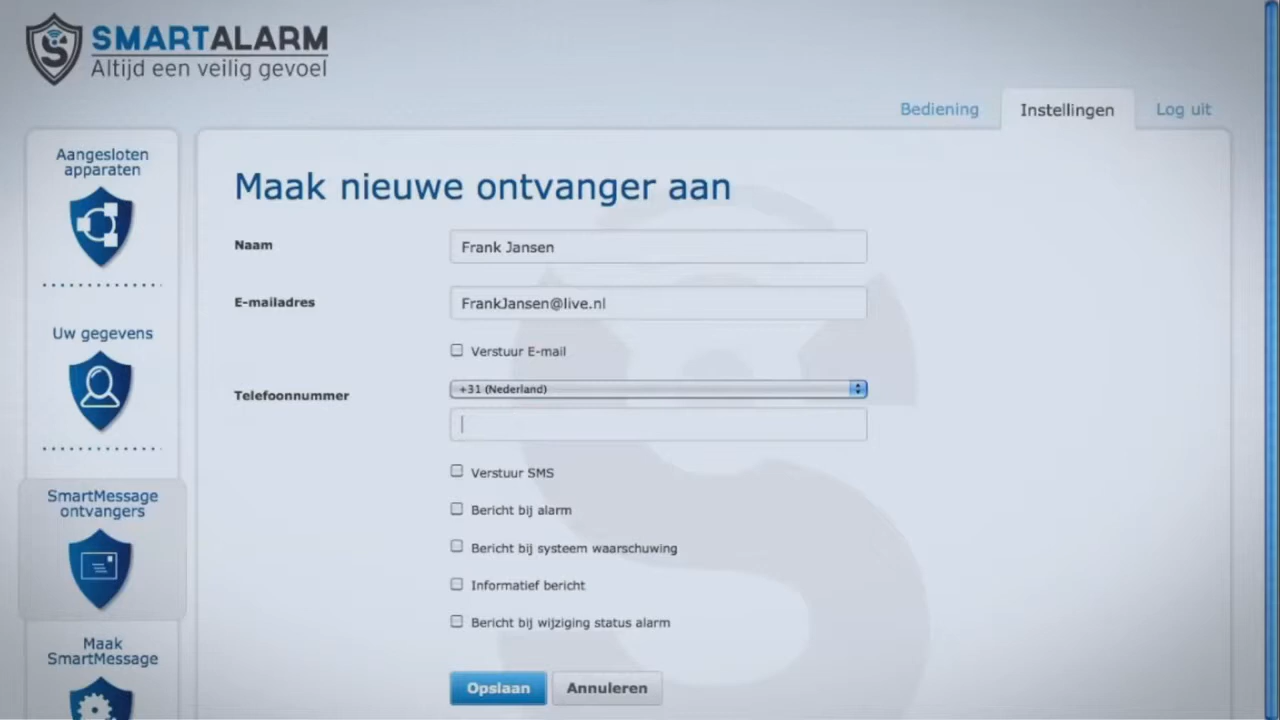 SMARTALARM
Altijd een veilig gevoel
Bediening
Instellingen
Log uit
Aangesloten
apparaten
Uw gegevens
SmartMessage
ontvangers
Maak
SmartMessage
Maak nieuwe ontvanger aan
Naam
Frank Jansen
E-mailadres
FrankJansen@live.nl
Verstuur E-mail
Telefoonnummer
+31 (Nederland)
Verstuur SMS
Bericht bij alarm
Bericht bij systeem waarschuwing
Informatief bericht
Bericht bij wijziging status alarm
Opslaan
Annuleren